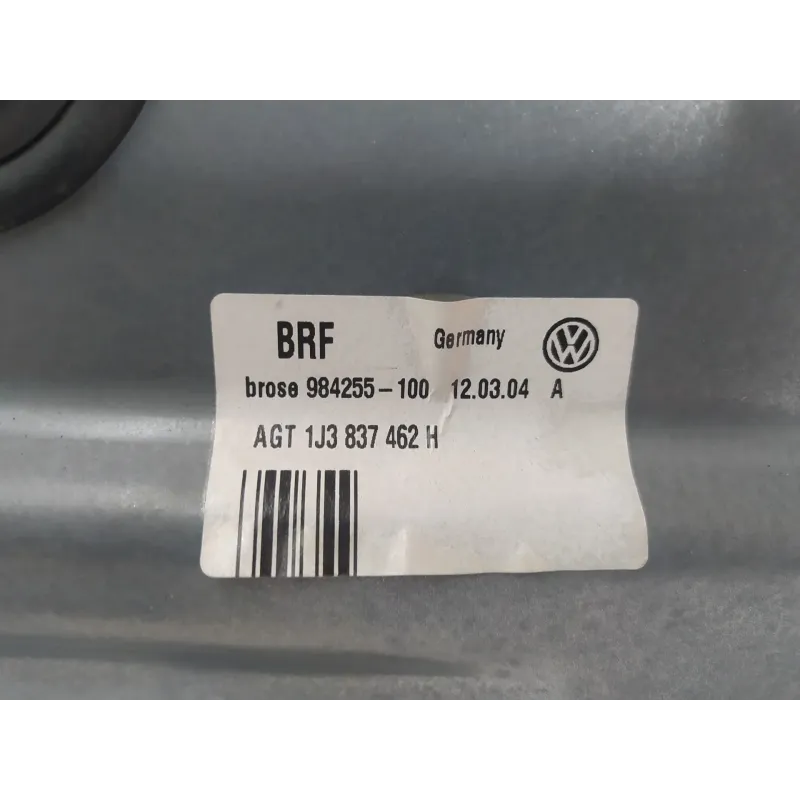 BRF Germany
brose 984255-100 12.03.04 A
AGT 1J3 837 462 H